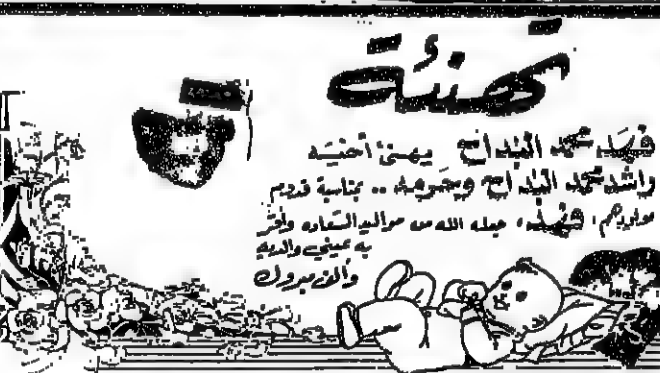 تهنئة
فهد محمد البداح يهنئ أخيه
راشد محمد البداح وحرمه .. بمناسبة قدوم
مولودهم، جعله الله من مواليد السعادة وأقر
به عيني والديه
وألف مبروك